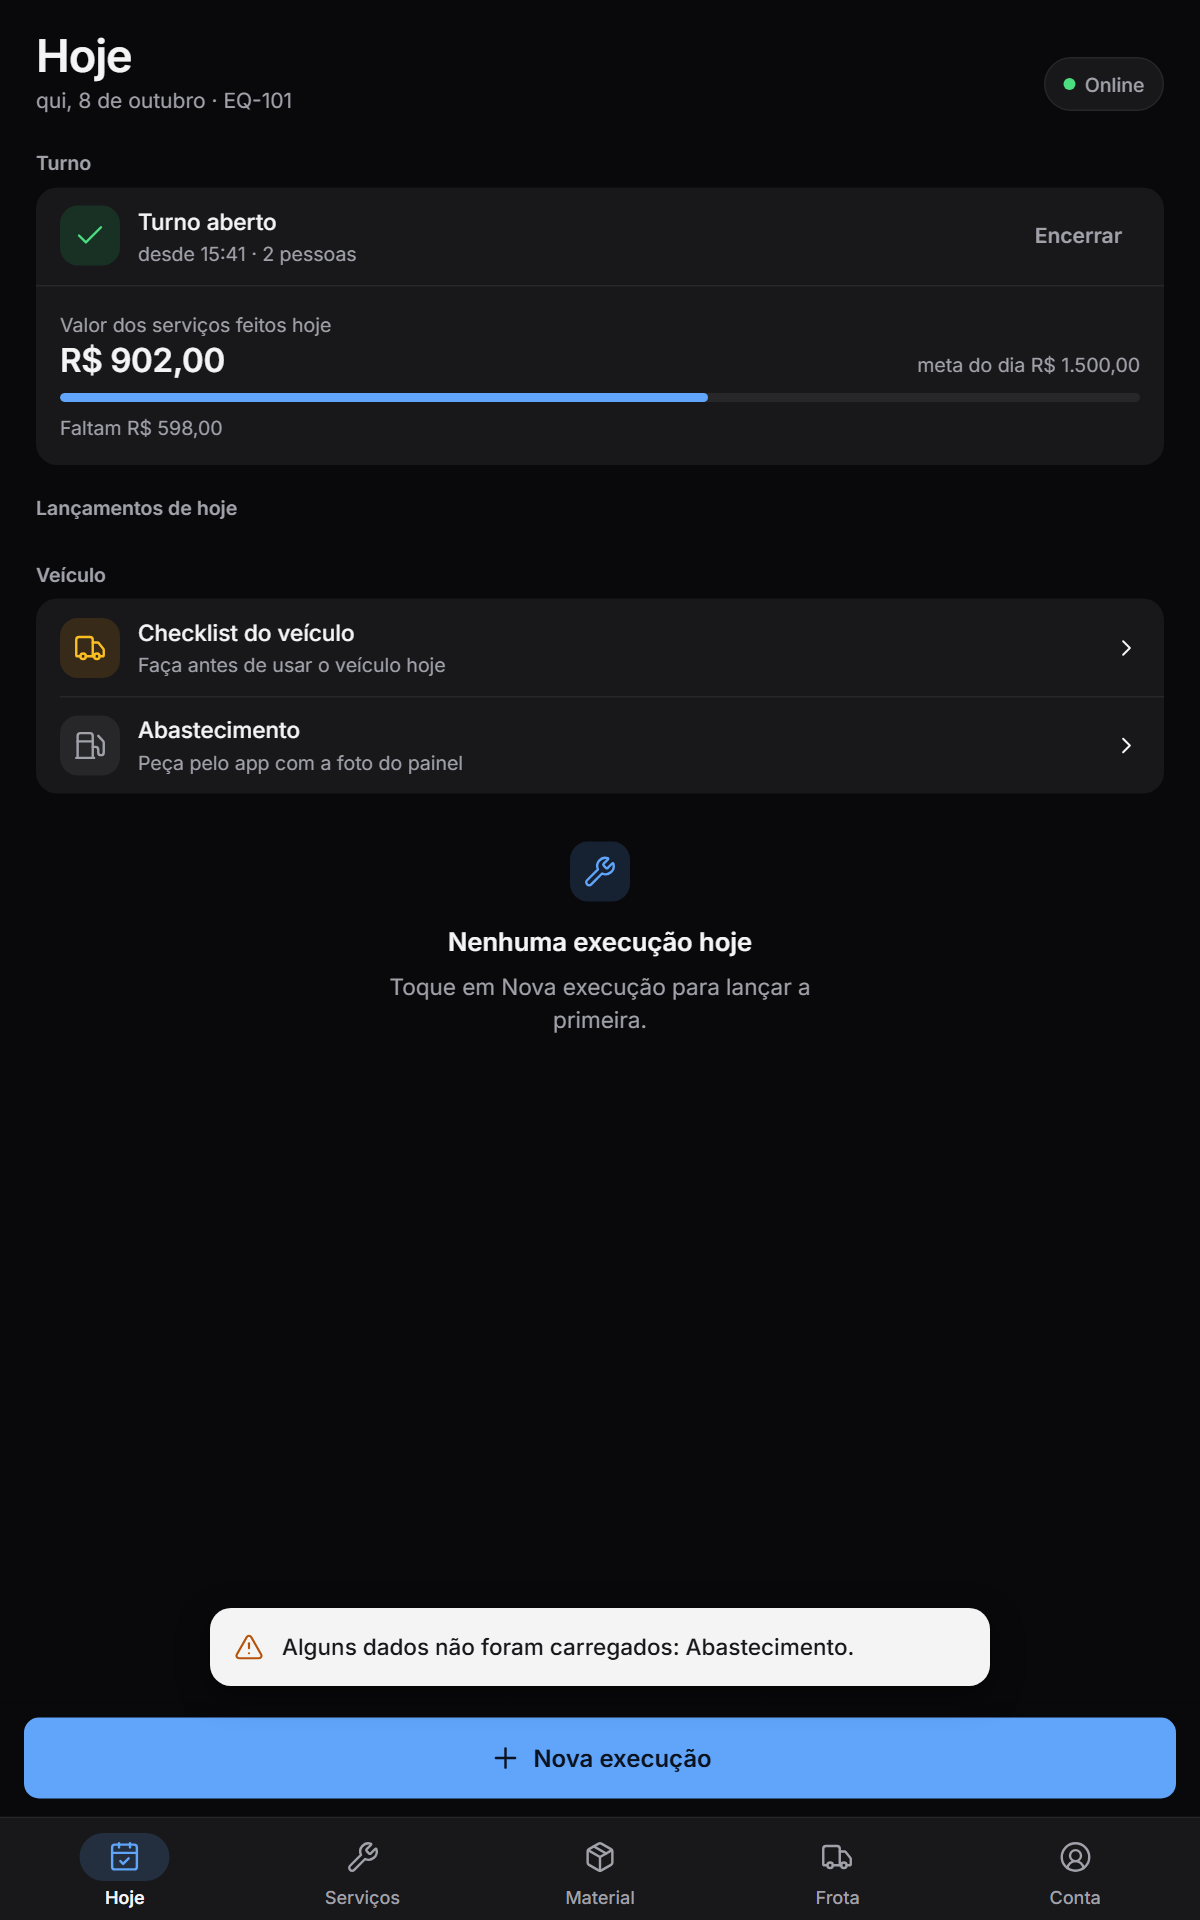 Hoje
qui, 8 de outubro · EQ-101
Online
Turno
Turno aberto
desde 15:41 · 2 pessoas
Encerrar
Valor dos serviços feitos hoje
R$ 902,00
meta do dia R$ 1.500,00
Faltam R$ 598,00
Lançamentos de hoje
Veículo
Checklist do veículo
Faça antes de usar o veículo hoje
Abastecimento
Peça pelo app com a foto do painel
Nenhuma execução hoje
Toque em Nova execução para lançar a
primeira.
Alguns dados não foram carregados: Abastecimento.
Nova execução
Hoje
Serviços
Material
Frota
Conta